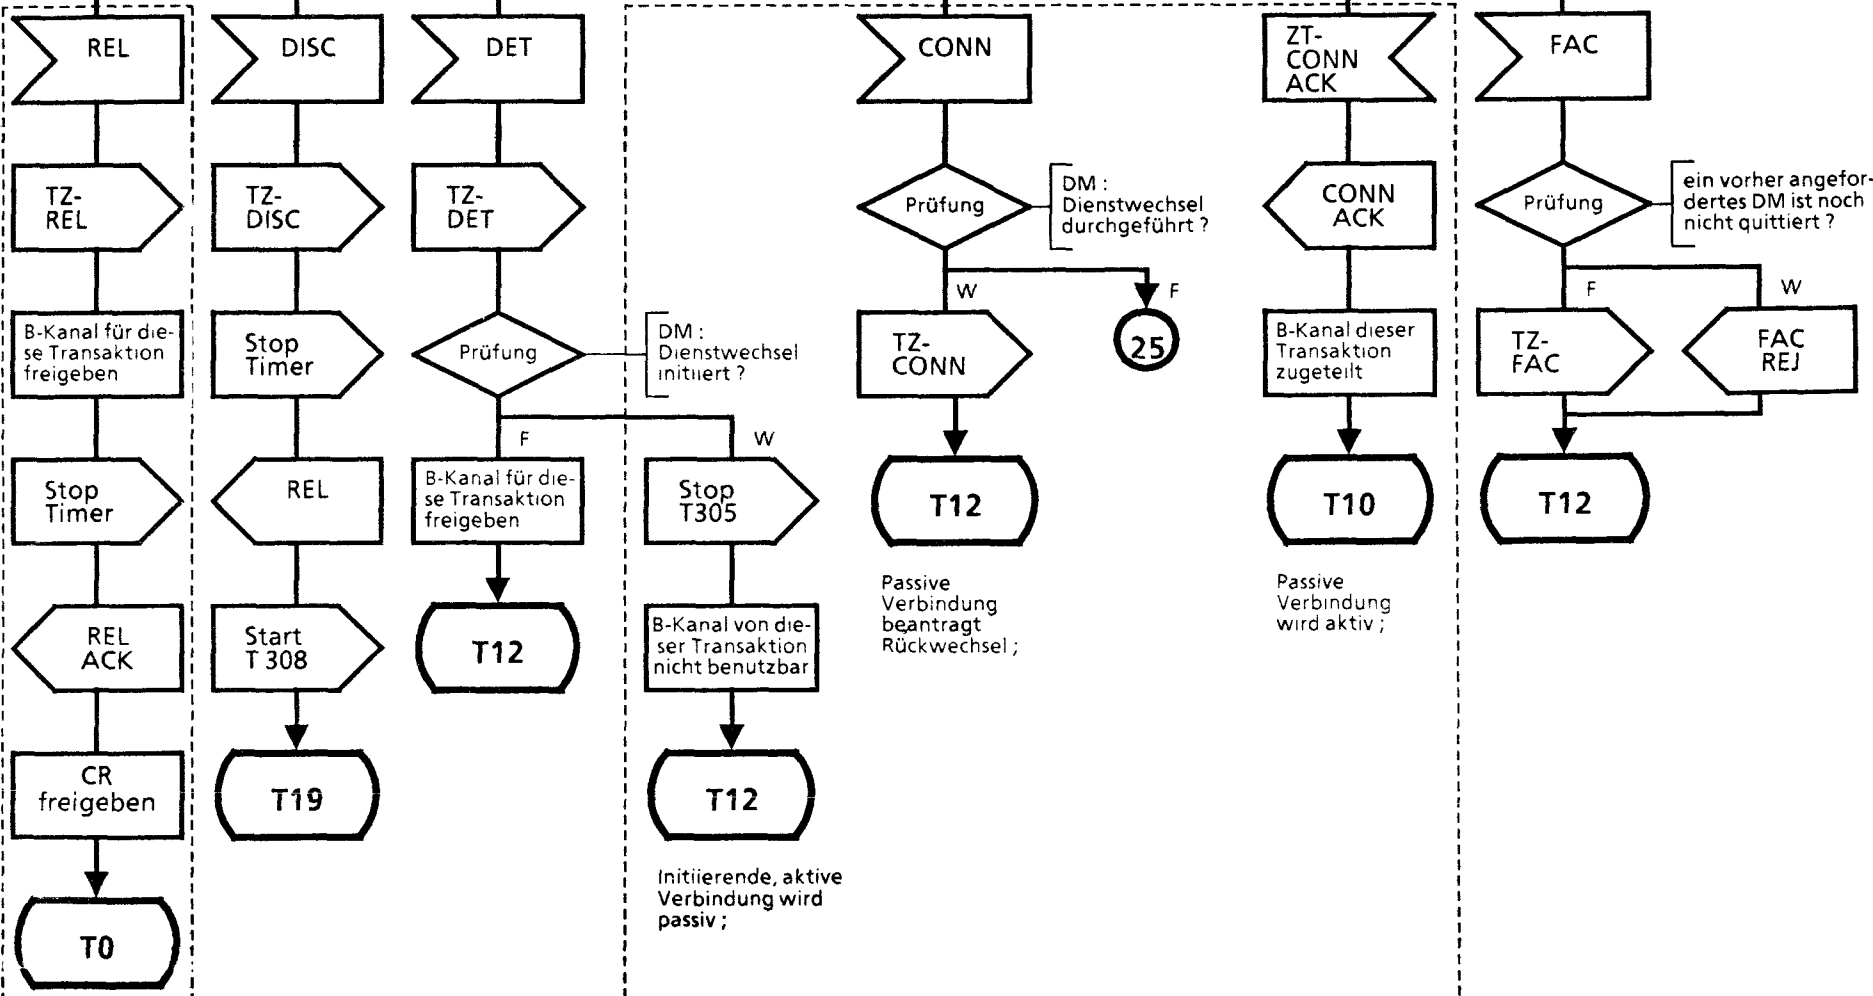 REL
TZ-
REL
B-Kanal für die-
se Transaktion
freigeben
Stop
Timer
REL
ACK
CR
freigeben
T0
DISC
TZ-
DISC
Stop
Timer
REL
Start
T 308
T19
DET
TZ-
DET
Prüfung
DM :
Dienstwechsel
initiiert ?
F
W
B-Kanal für die-
se Transaktion
freigeben
T12
Stop
T305
B-Kanal von die-
ser Transaktion
nicht benutzbar
T12
Initiierende, aktive
Verbindung wird
passiv ;
CONN
Prüfung
DM :
Dienstwechsel
durchgeführt ?
W
F
TZ-
CONN
25
T12
Passive
Verbindung
beantragt
Rückwechsel ;
ZT-
CONN
ACK
CONN
ACK
B-Kanal dieser
Transaktion
zugeteilt
T10
Passive
Verbindung
wird aktiv ;
FAC
Prüfung
ein vorher angefor-
dertes DM ist noch
nicht quittiert ?
F
W
TZ-
FAC
FAC
REJ
T12